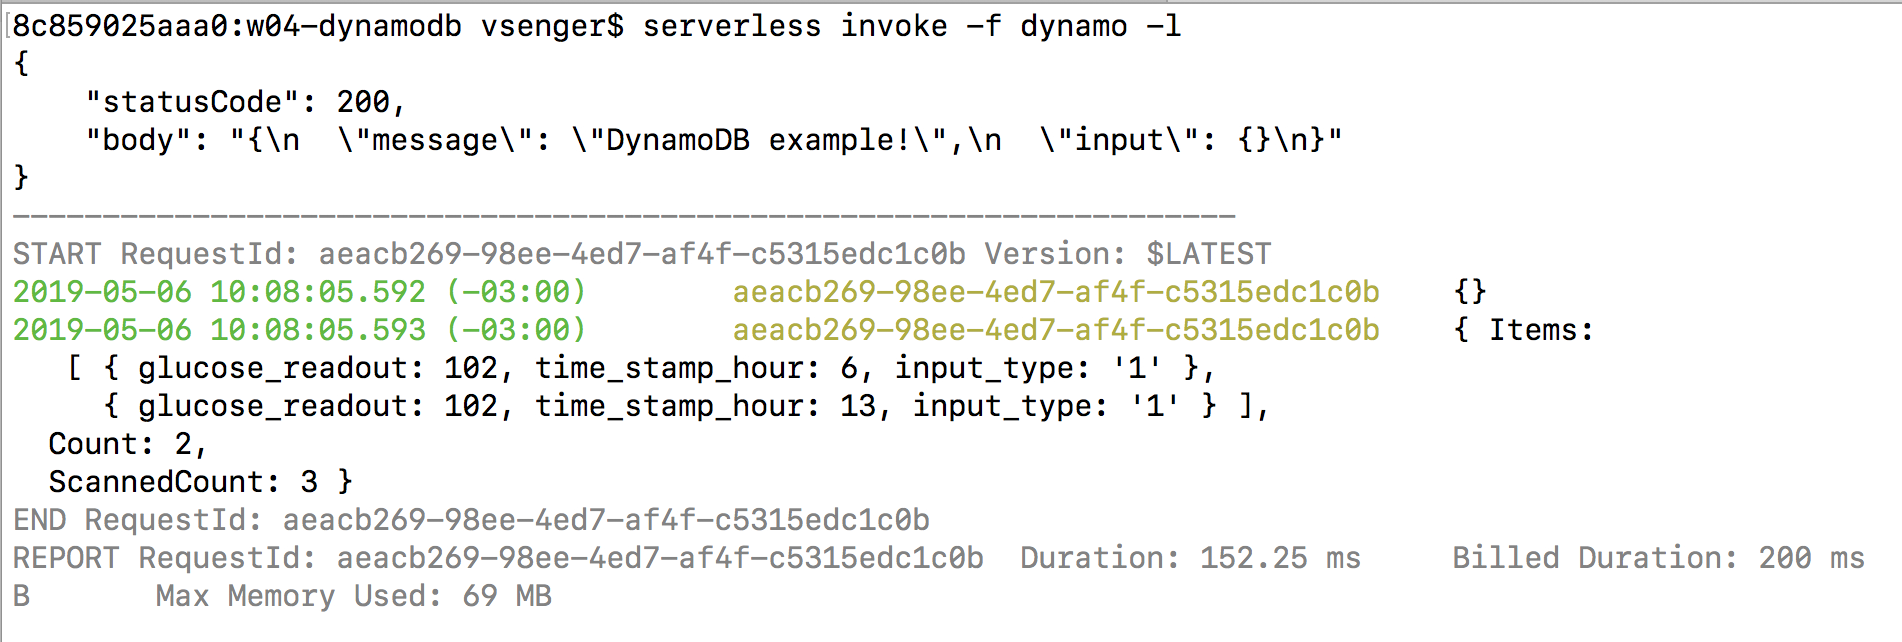 [8c859025aaa0:w04-dynamodb vsenger$ serverless invoke -f dynamo -l
{
    "statusCode": 200,
    "body": "{\n  \"message\": \"DynamoDB example!\",\n  \"input\": {}\n}"
}
--------------------------------------------------------------------
START RequestId: aeacb269-98ee-4ed7-af4f-c5315edc1c0b Version: $LATEST
2019-05-06 10:08:05.592 (-03:00)        aeacb269-98ee-4ed7-af4f-c5315edc1c0b    {}
2019-05-06 10:08:05.593 (-03:00)        aeacb269-98ee-4ed7-af4f-c5315edc1c0b    { Items:
   [ { glucose_readout: 102, time_stamp_hour: 6, input_type: '1' },
     { glucose_readout: 102, time_stamp_hour: 13, input_type: '1' } ],
  Count: 2,
  ScannedCount: 3 }
END RequestId: aeacb269-98ee-4ed7-af4f-c5315edc1c0b
REPORT RequestId: aeacb269-98ee-4ed7-af4f-c5315edc1c0b  Duration: 152.25 ms     Billed Duration: 200 ms
B       Max Memory Used: 69 MB